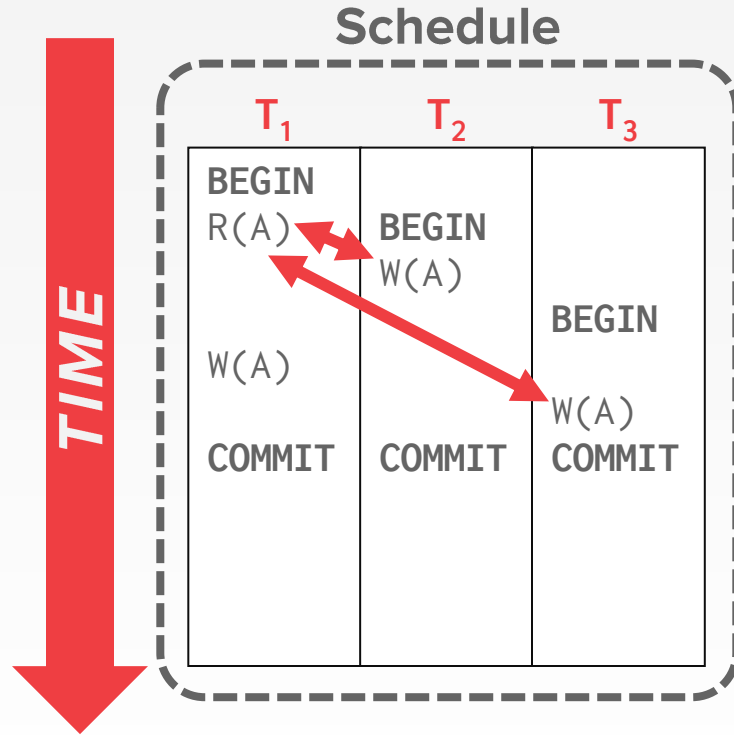 Schedule
TIME
T₁ T₂ T₃
BEGIN
R(A) BEGIN
W(A)
BEGIN
W(A)
W(A)
COMMIT COMMIT COMMIT